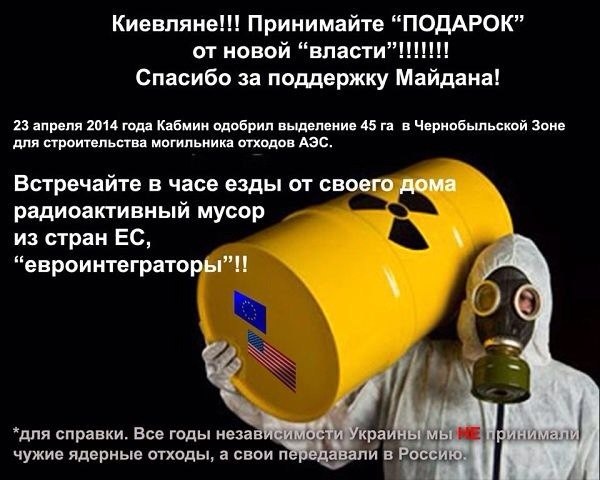 Киевляне!!! Принимайте “ПОДАРОК”
от новой “власти”!!!!!!!
Спасибо за поддержку Майдана!
23 апреля 2014 года Кабмин одобрил выделение 45 га в Чернобыльской Зоне
для строительства могильника отходов АЭС.
Встречайте в часе езды от своего дома
радиоактивный мусор
из стран ЕС,
“евроинтеграторы”!!
*для справки. Все годы независимости Украины мы НЕ принимали
чужие ядерные отходы, а свои передавали в Россию.